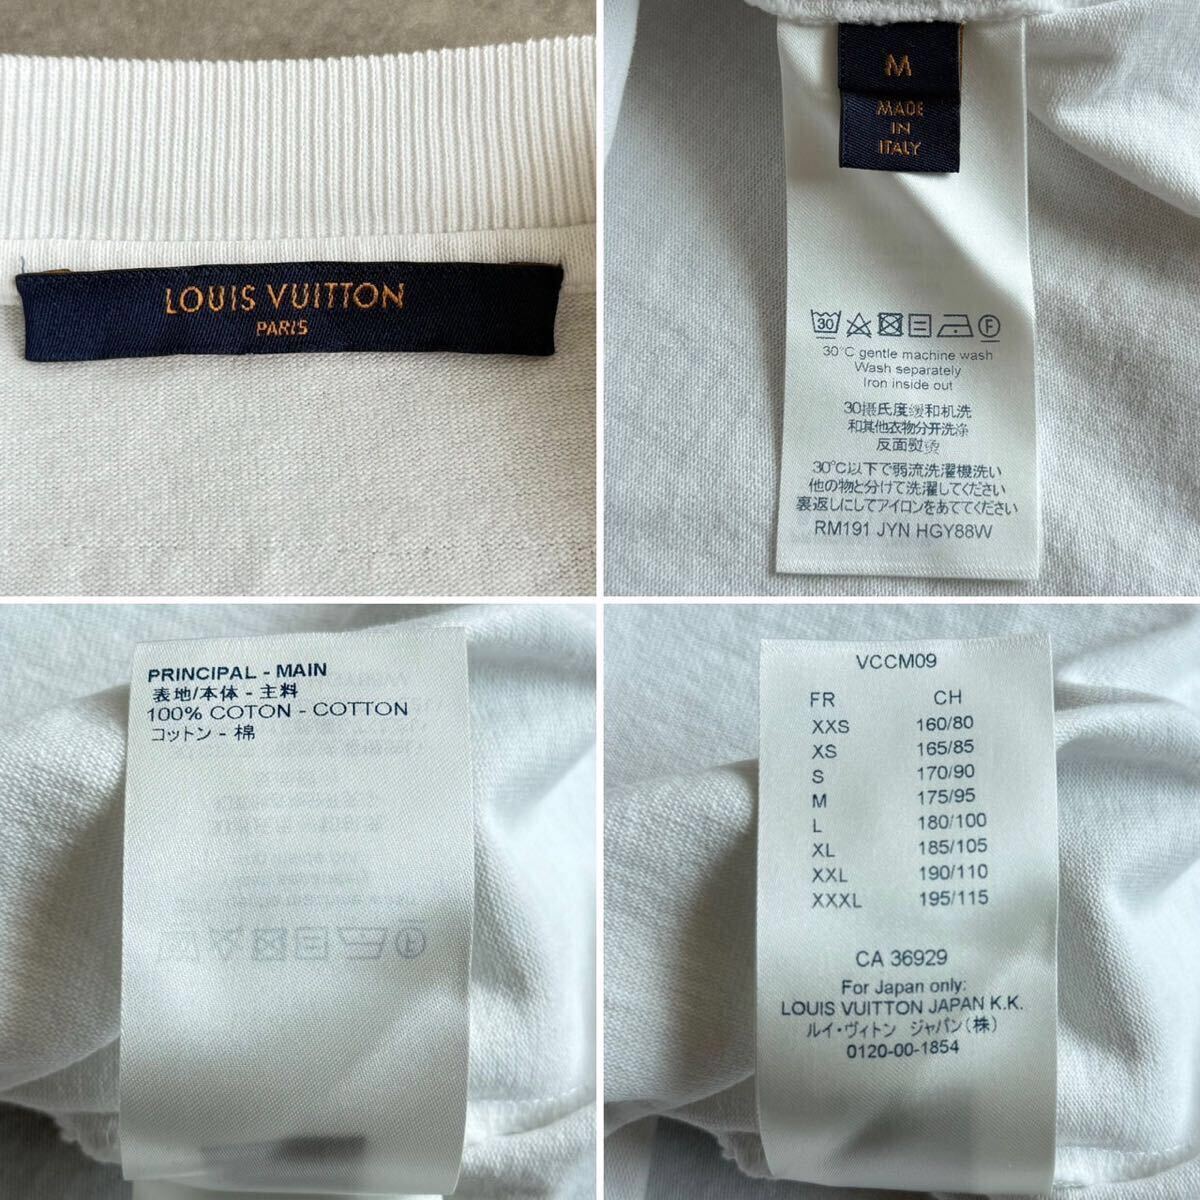 LOUIS VUITTON
PARIS
M
MADE
IN
ITALY
30
F
30°C gentle machine wash
Wash separately
Iron inside out
30摄氏度缓和机洗
和其他衣物分开洗涤
反面熨烫
30°C以下で弱流洗濯機洗い
他の物と分けて洗濯してください
裏返しにしてアイロンをあててください
RM191 JYN HGY88W
PRINCIPAL - MAIN
表地/本体 - 主料
100% COTON - COTTON
コットン - 棉
VCCM09
FR CH
XXS 160/80
XS 165/85
S 170/90
M 175/95
L 180/100
XL 185/105
XXL 190/110
XXXL 195/115
CA 36929
For Japan only:
LOUIS VUITTON JAPAN K.K.
ルイ・ヴィトン ジャパン(株)
0120-00-1854